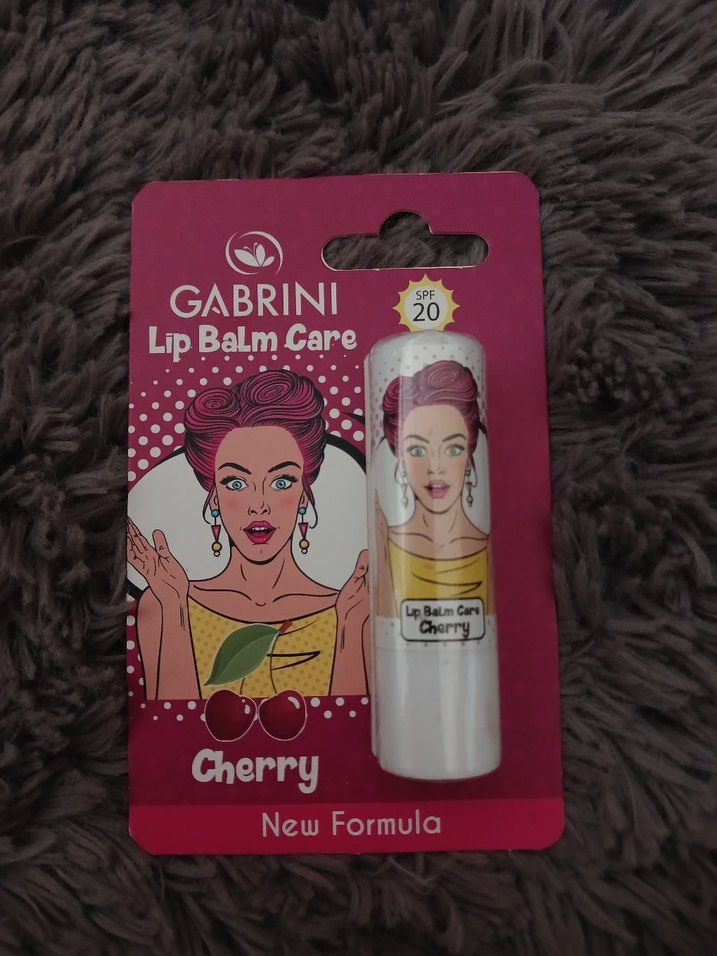 GABRINI
Lip Balm Care
SPF
20
Lip Balm Care
Cherry
Cherry
New Formula